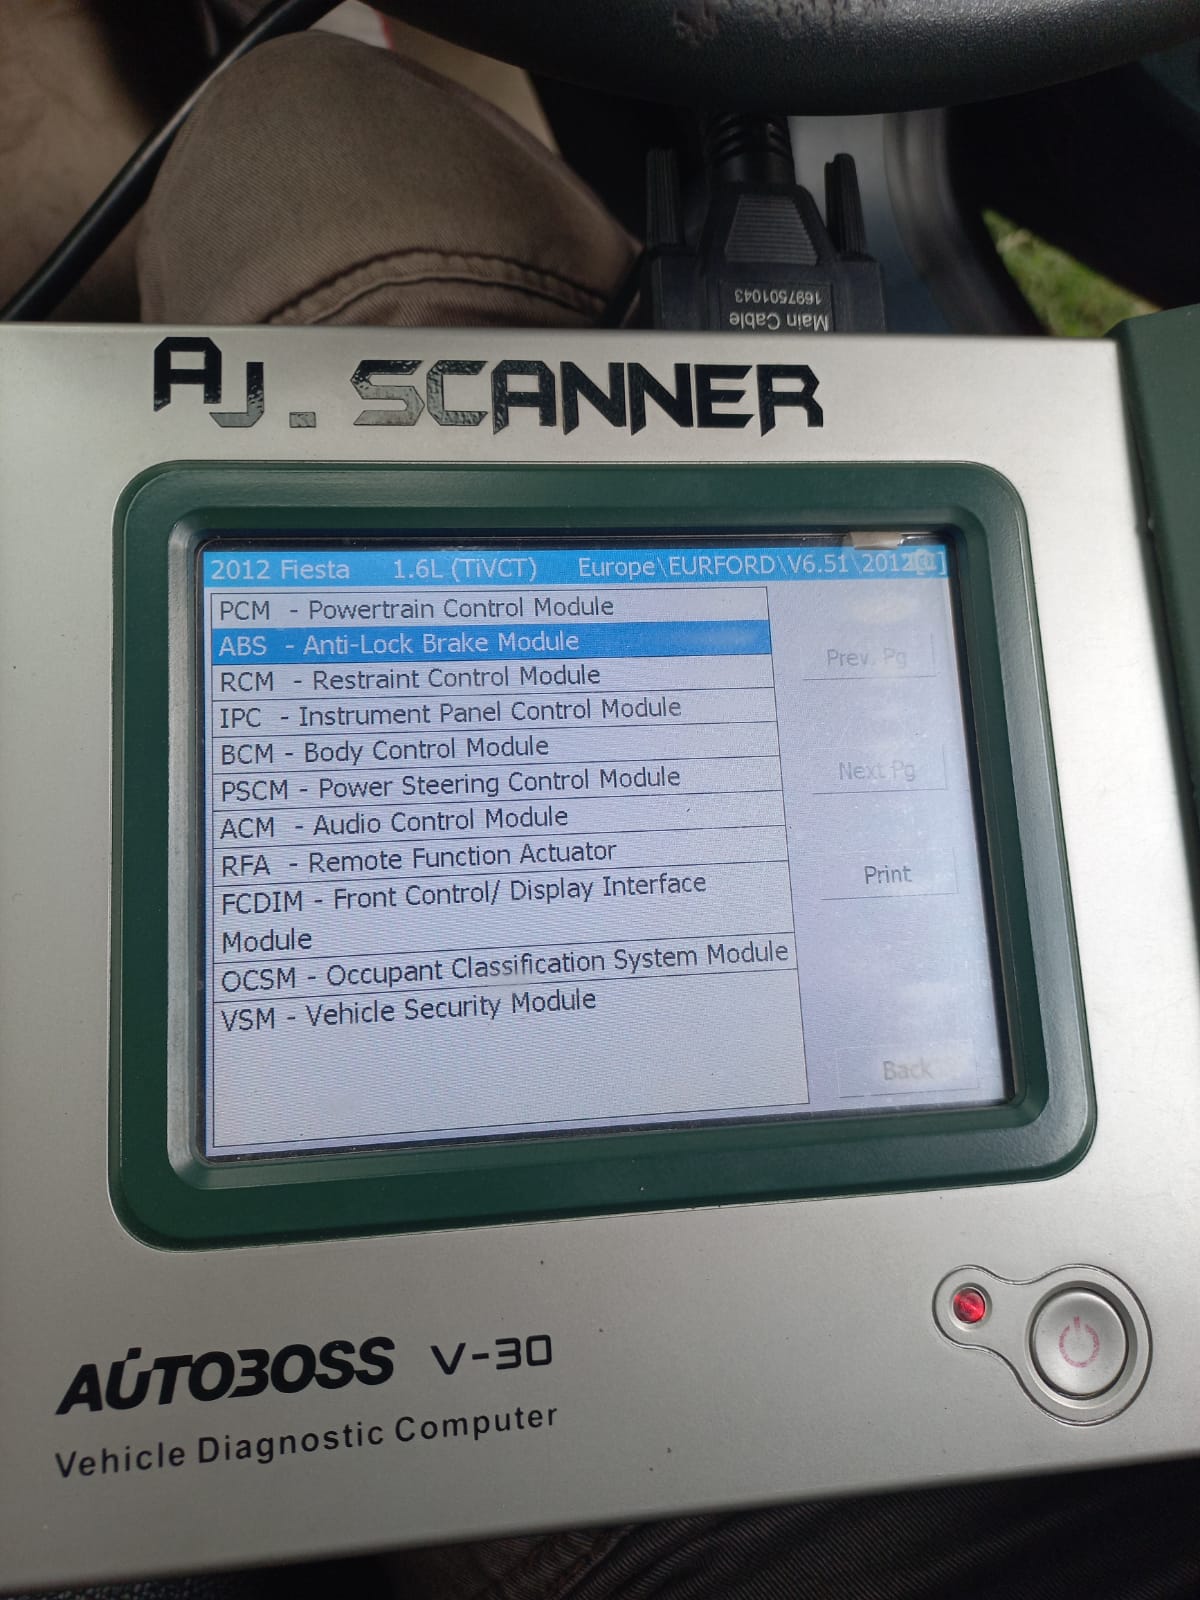 Main Cable
1697501043
AJ. SCANNER
2012 Fiesta 1.6L (TiVCT) Europe\EURFORD\V6.51\2012
PCM - Powertrain Control Module
ABS - Anti-Lock Brake Module
RCM - Restraint Control Module
IPC - Instrument Panel Control Module
BCM - Body Control Module
PSCM - Power Steering Control Module
ACM - Audio Control Module
RFA - Remote Function Actuator
FCDIM - Front Control/ Display Interface
Module
OCSM - Occupant Classification System Module
VSM - Vehicle Security Module
Prev. Pg
Next Pg
Print
Back
AUTOBOSS V-30
Vehicle Diagnostic Computer